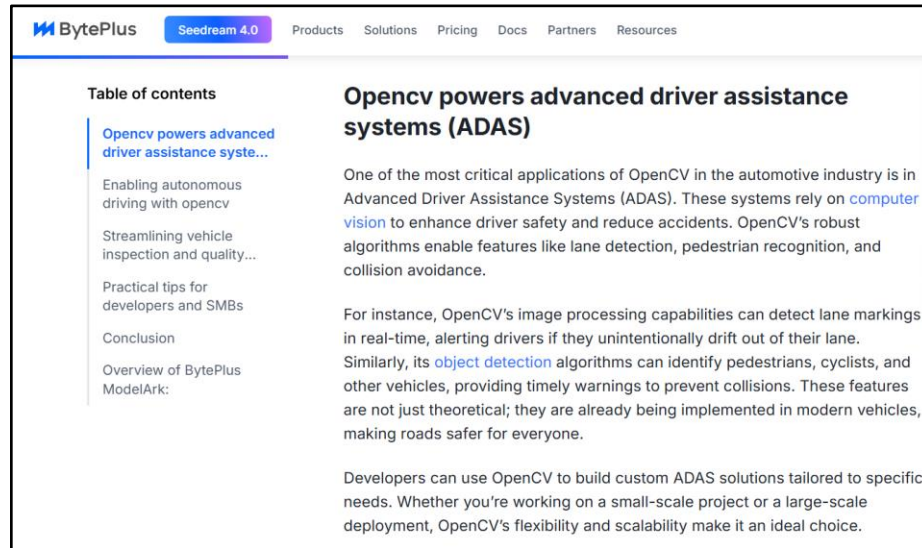 BytePlus
Seedream 4.0
Products
Solutions
Pricing
Docs
Partners
Resources
Table of contents
Opencv powers advanced
driver assistance syste...
Enabling autonomous
driving with opencv
Streamlining vehicle
inspection and quality...
Practical tips for
developers and SMBs
Conclusion
Overview of BytePlus
ModelArk:
Opencv powers advanced driver assistance
systems (ADAS)
One of the most critical applications of OpenCV in the automotive industry is in
Advanced Driver Assistance Systems (ADAS). These systems rely on computer
vision to enhance driver safety and reduce accidents. OpenCV's robust
algorithms enable features like lane detection, pedestrian recognition, and
collision avoidance.
For instance, OpenCV's image processing capabilities can detect lane markings
in real-time, alerting drivers if they unintentionally drift out of their lane.
Similarly, its object detection algorithms can identify pedestrians, cyclists, and
other vehicles, providing timely warnings to prevent collisions. These features
are not just theoretical; they are already being implemented in modern vehicles,
making roads safer for everyone.
Developers can use OpenCV to build custom ADAS solutions tailored to specific
needs. Whether you're working on a small-scale project or a large-scale
deployment, OpenCV's flexibility and scalability make it an ideal choice.